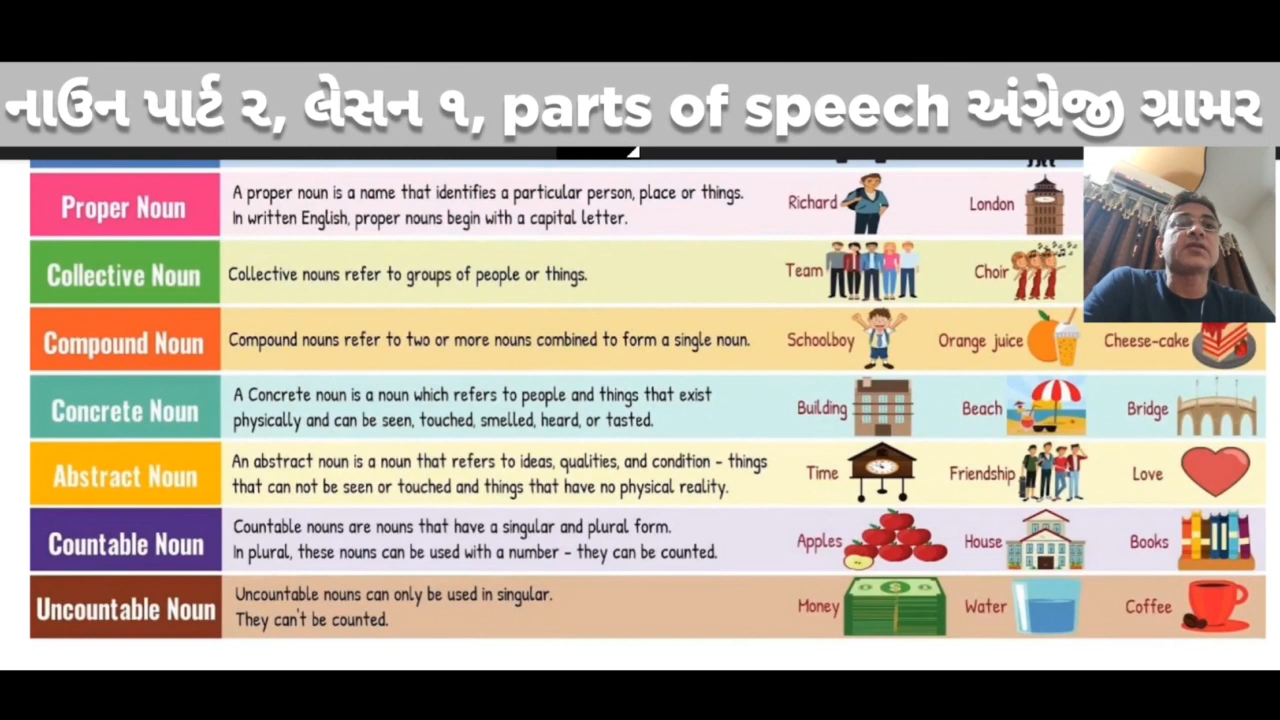 નાઉન પાર્ટ ૨, લેસન ૧, parts of speech અંગ્રેજી ગ્રામર
Proper Noun
A proper noun is a name that identifies a particular person, place or things.
In written English, proper nouns begin with a capital letter.
Richard
London
Collective Noun
Collective nouns refer to groups of people or things.
Team
Choir
Compound Noun
Compound nouns refer to two or more nouns combined to form a single noun.
Schoolboy
Orange juice
Cheese-cake
Concrete Noun
A Concrete noun is a noun which refers to people and things that exist
physically and can be seen, touched, smelled, heard, or tasted.
Building
Beach
Bridge
Abstract Noun
An abstract noun is a noun that refers to ideas, qualities, and condition - things
that can not be seen or touched and things that have no physical reality.
Time
Friendship
Love
Countable Noun
Countable nouns are nouns that have a singular and plural form.
In plural, these nouns can be used with a number - they can be counted.
Apples
House
Books
Uncountable Noun
Uncountable nouns can only be used in singular.
They can't be counted.
Money
Water
Coffee